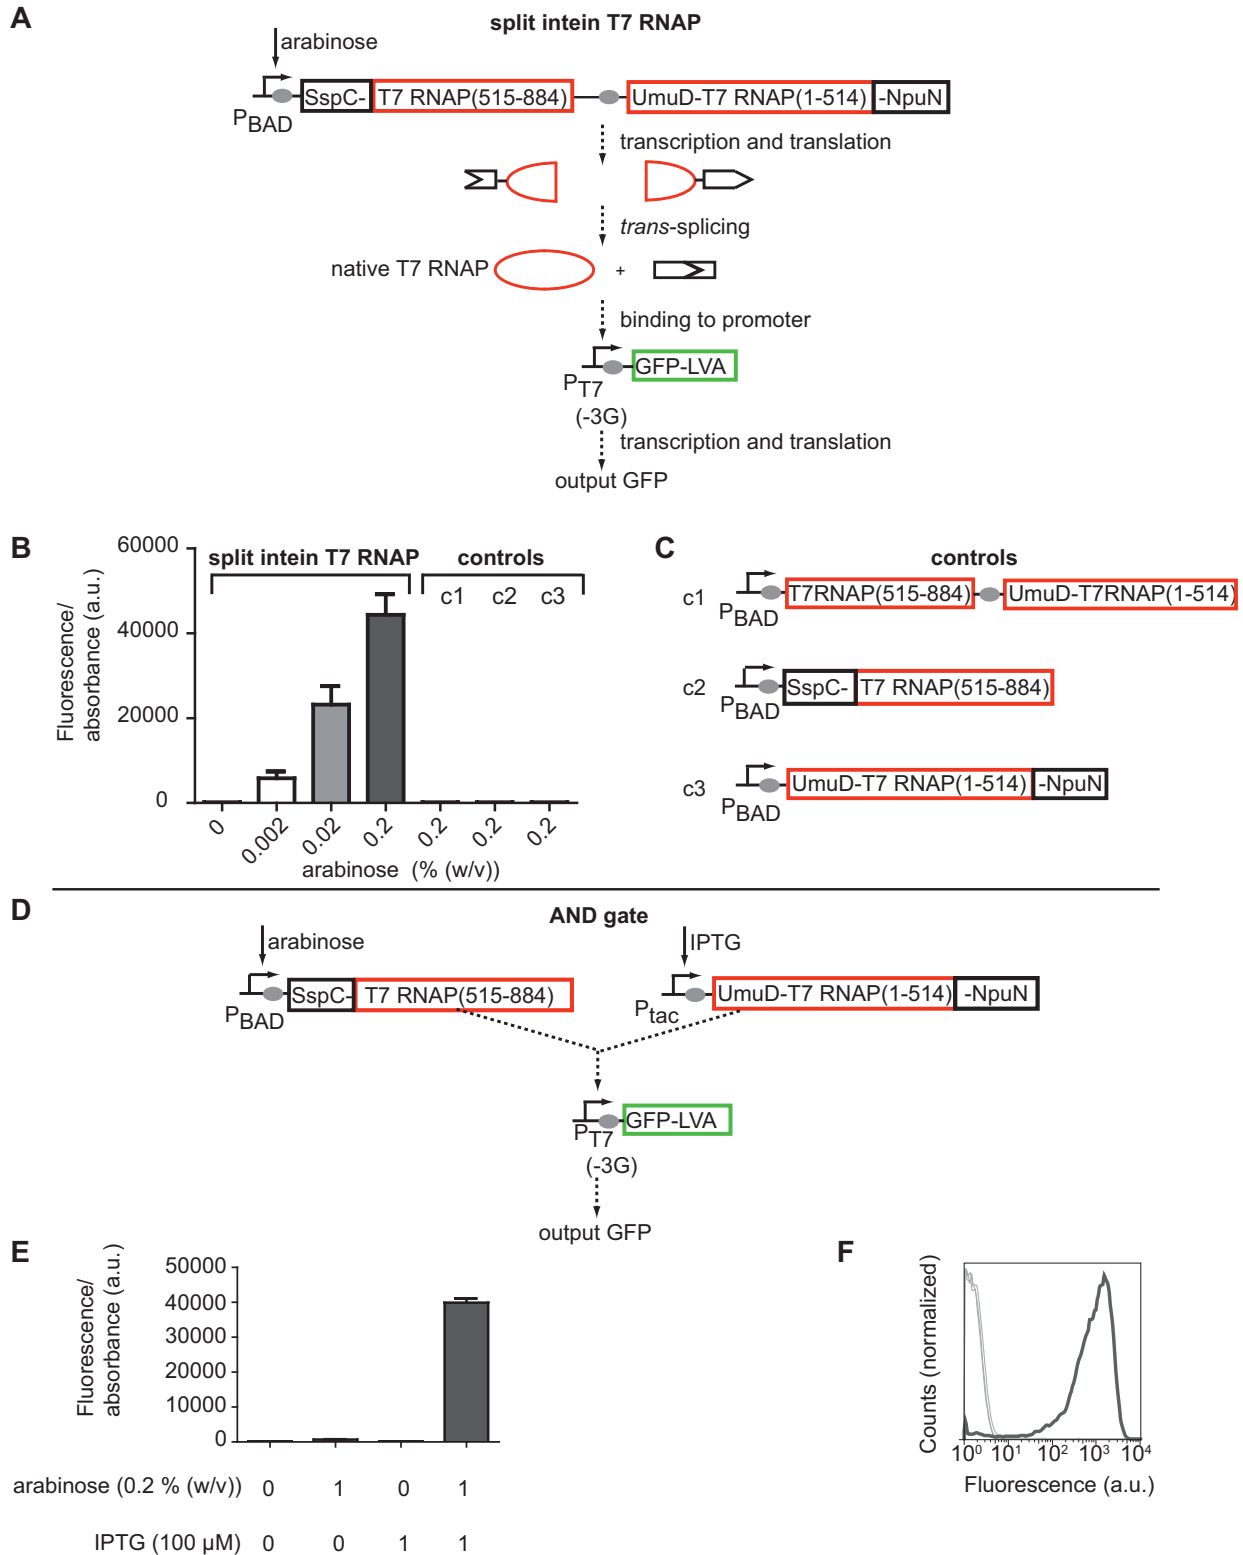 A
split intein T7 RNAP
arabinose
PBAD
SspC-
T7 RNAP(515-884)
UmuD-T7 RNAP(1-514)
-NpuN
transcription and translation
trans-splicing
native T7 RNAP
+
binding to promoter
PT7
(-3G)
GFP-LVA
transcription and translation
output GFP
B
Fluorescence/
absorbance (a.u.)
60000
40000
20000
0
split intein T7 RNAP
controls
c1 c2 c3
0 0.002 0.02 0.2 0.2 0.2 0.2
arabinose (% (w/v))
C
controls
c1
PBAD
T7RNAP(515-884)
UmuD-T7RNAP(1-514)
c2
PBAD
SspC-
T7 RNAP(515-884)
c3
PBAD
UmuD-T7 RNAP(1-514)
-NpuN
D
AND gate
arabinose
PBAD
SspC-
T7 RNAP(515-884)
IPTG
Ptac
UmuD-T7 RNAP(1-514)
-NpuN
PT7
(-3G)
GFP-LVA
output GFP
E
Fluorescence/
absorbance (a.u.)
50000
40000
30000
20000
10000
0
arabinose (0.2 % (w/v)) 0 1 0 1
IPTG (100 µM) 0 0 1 1
F
Counts (normalized)
10⁰ 10¹ 10² 10³ 10⁴
Fluorescence (a.u.)